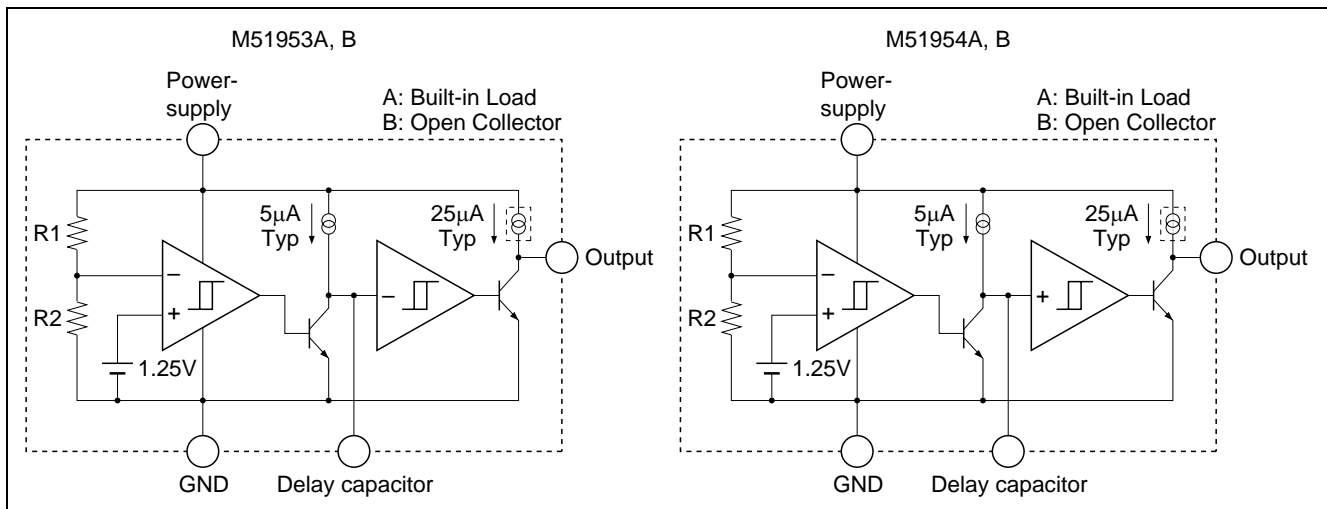 M51953A, B
Power-
supply
A: Built-in Load
B: Open Collector
5μA
Typ
25μA
Typ
R1
R2
−
+
−
1.25V
Output
GND
Delay capacitor
M51954A, B
Power-
supply
A: Built-in Load
B: Open Collector
5μA
Typ
25μA
Typ
R1
R2
−
+
+
1.25V
Output
GND
Delay capacitor